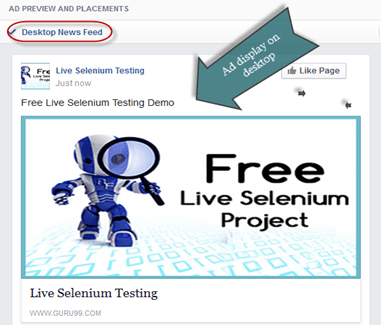 AD PREVIEW AND PLACEMENTS
Desktop News Feed
Ad display on
desktop
Free
Live Selenium Testing
Just now
Like Page
Free Live Selenium Testing Demo
Free
Live Selenium
Project
Live Selenium Testing
WWW.GURU99.COM